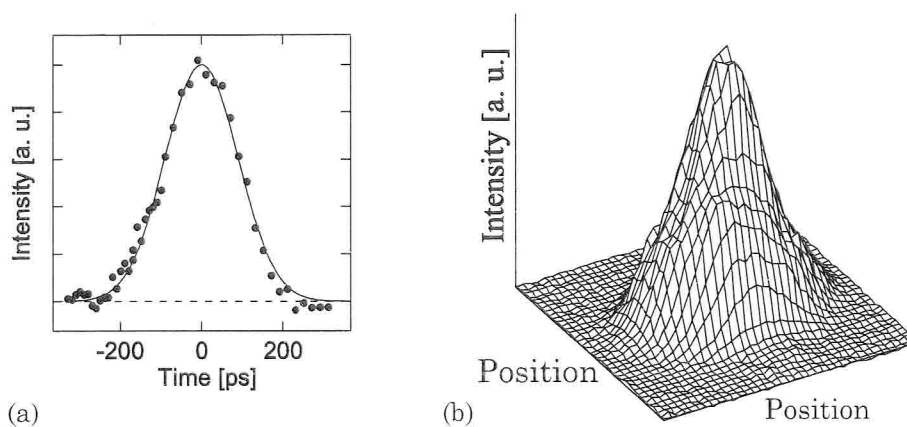 Intensity [a. u.]
-200
0
200
Time [ps]
(a)
Intensity [a. u.]
Position
Position
(b)